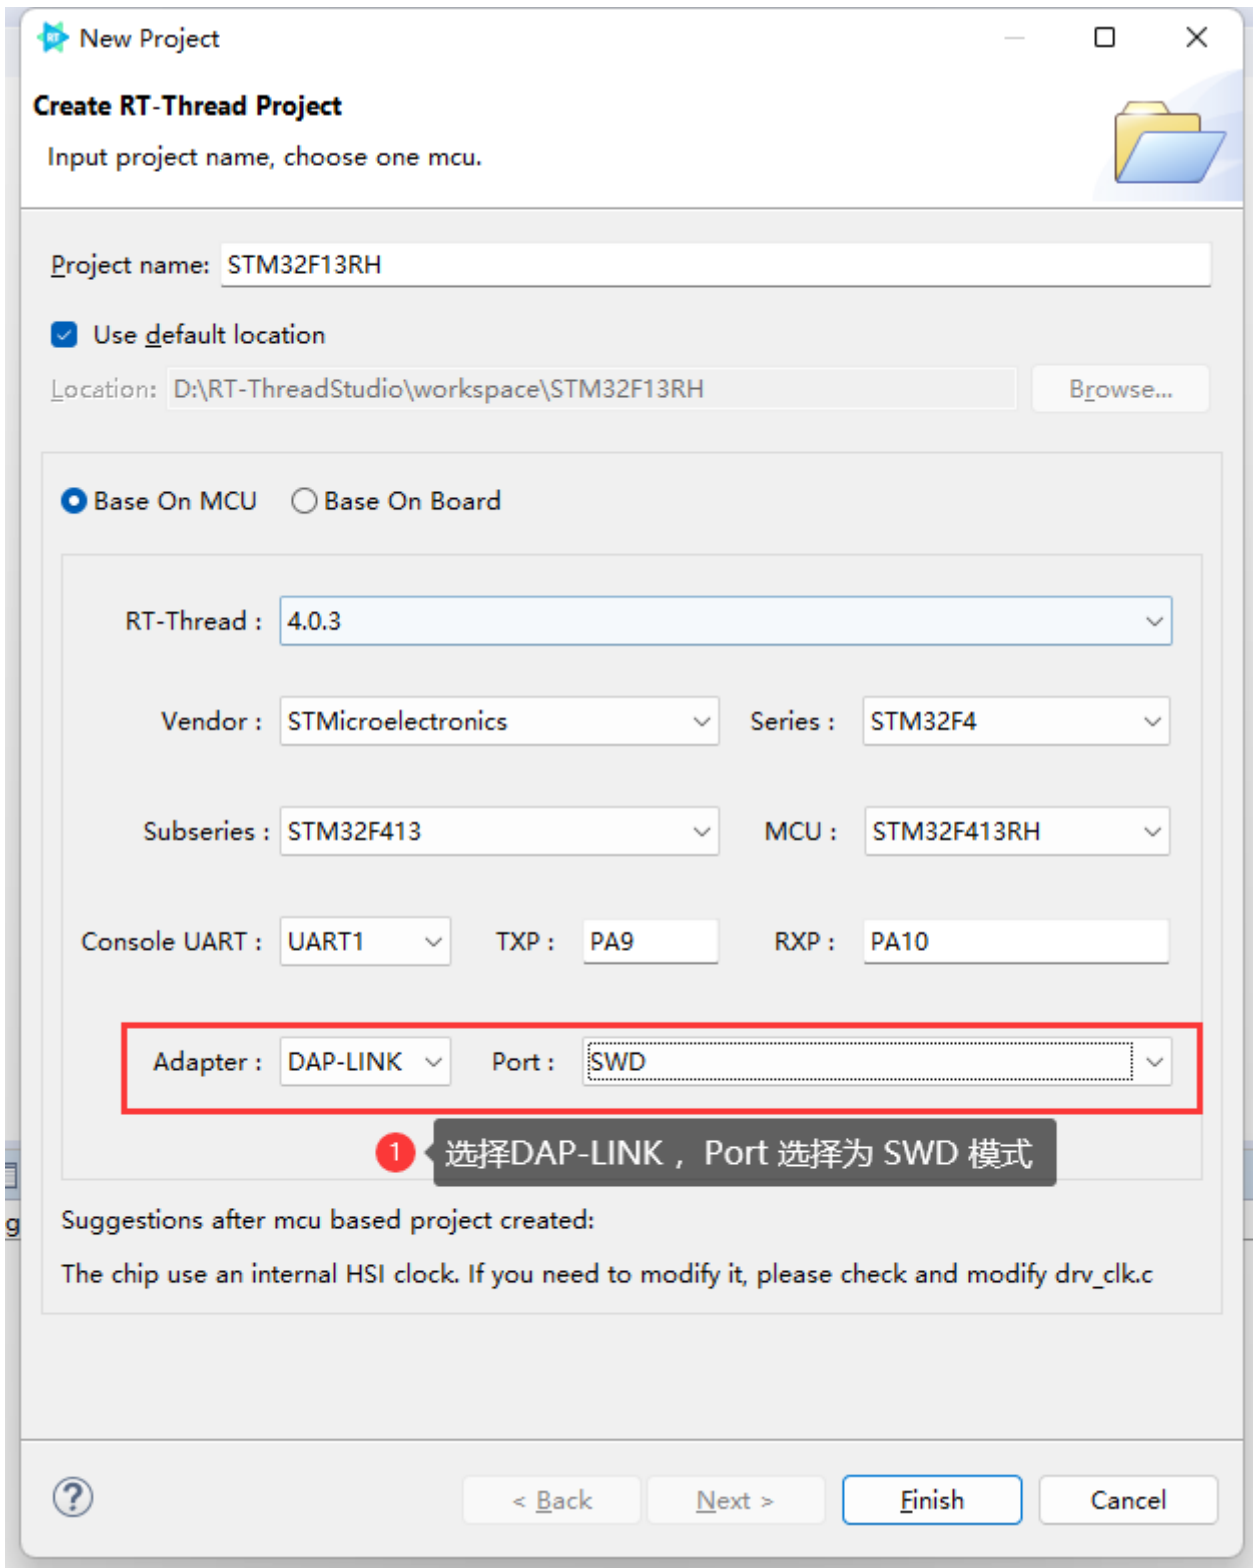 New Project
Create RT-Thread Project
Input project name, choose one mcu.
Project name: STM32F13RH
Use default location
Location: D:\RT-ThreadStudio\workspace\STM32F13RH Browse...
Base On MCU Base On Board
RT-Thread : 4.0.3
Vendor : STMicroelectronics Series : STM32F4
Subseries : STM32F413 MCU : STM32F413RH
Console UART : UART1 TXP : PA9 RXP : PA10
Adapter : DAP-LINK Port : SWD
1 选择DAP-LINK ，Port 选择为 SWD 模式
g
Suggestions after mcu based project created:
The chip use an internal HSI clock. If you need to modify it, please check and modify drv_clk.c
? < Back Next > Finish Cancel